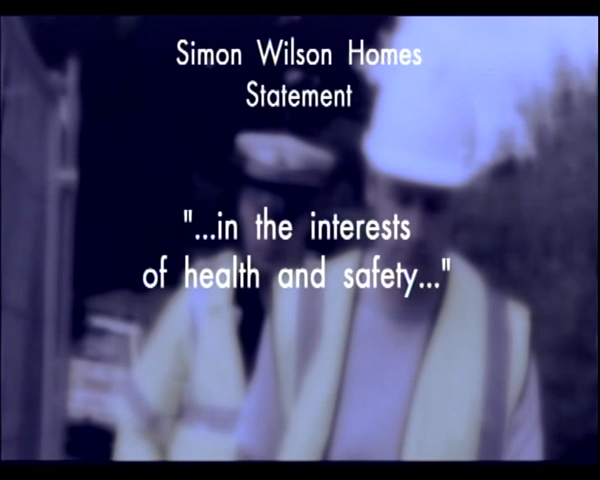 Simon Wilson Homes
Statement
"...in the interests
of health and safety..."